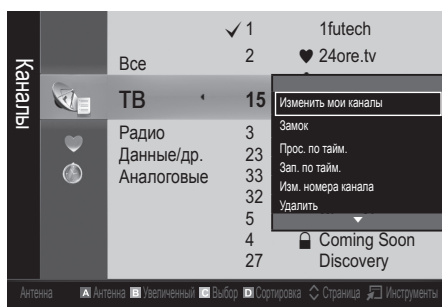 Каналы
Все
ТВ
Радио
Данные/др.
Аналоговые
1 1futech
2 24ore.tv
15
3
23
33
32
5
4 Coming Soon
27 Discovery
Изменить мои каналы
Замок
Прос. по тайм.
Зап. по тайм.
Изм. номера канала
Удалить
Антенна A Антенна B Увеличенный C Выбор D Сортировка Страница Инструменты